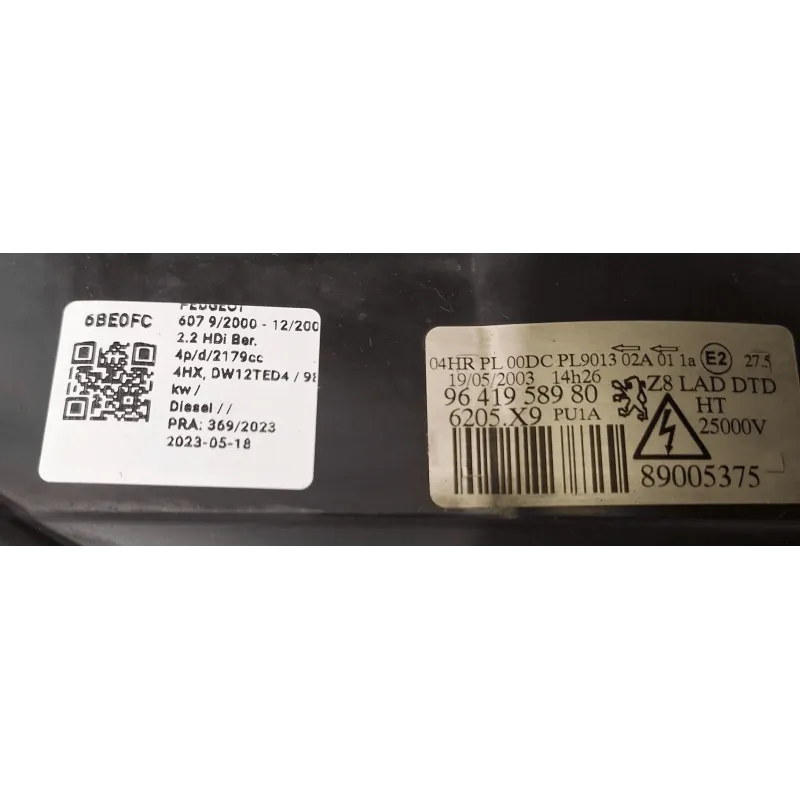 PEUGEOT
6BE0FC
607 9/2000 - 12/200
2.2 HDi Ber.
4p/d/2179cc
4HX, DW12TED4 / 98
kw /
Diesel / /
PRA: 369/2023
2023-05-18
04HR PL 00DC PL9013 02A 01 1a E2 27.5
19/05/2003 14h26
Z8 LAD DTD
96 419 589 80
HT
6205.X9 PU1A
25000V
89005375